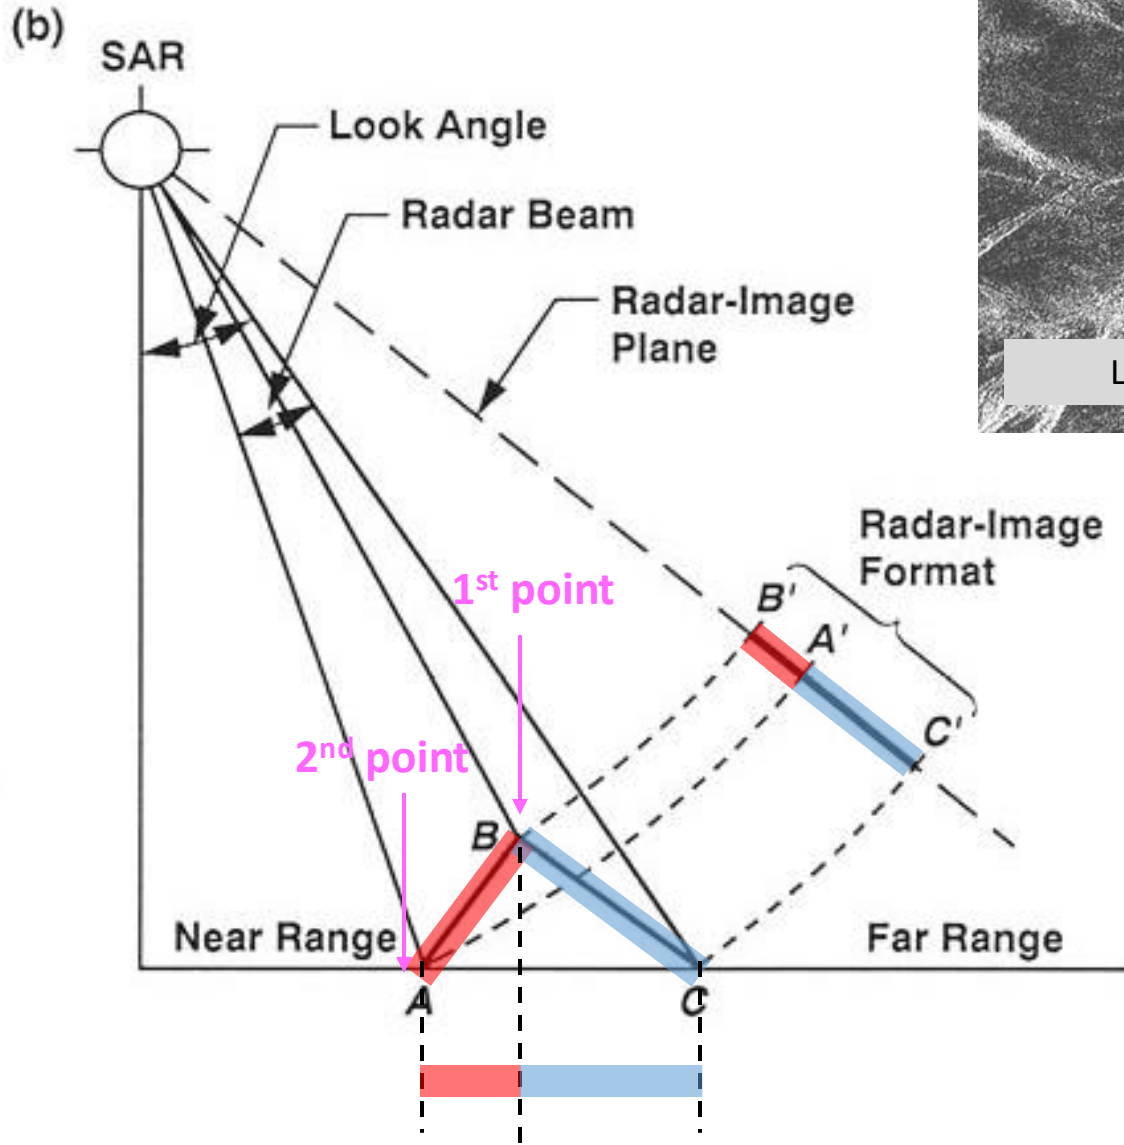 (b)
SAR
Look Angle
Radar Beam
Radar-Image
Plane
L
Radar-Image
Format
1st point
B'
A'
C'
2nd point
B
Near Range
Far Range
A
C